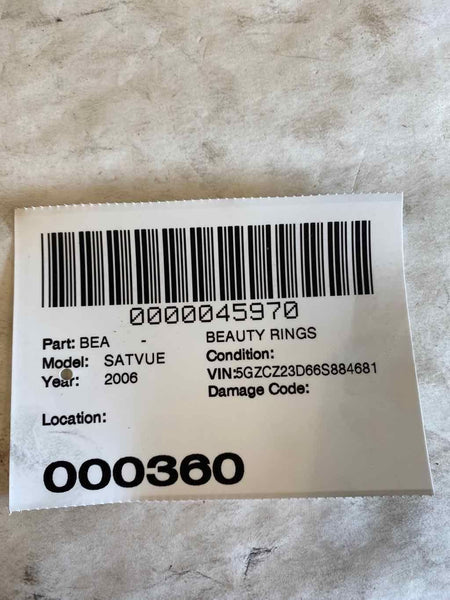 0000045970
Part: BEA - BEAUTY RINGS
Model: SATVUE Condition:
Year: 2006 VIN:5GZCZ23D66S884681
Damage Code:
Location:
000360